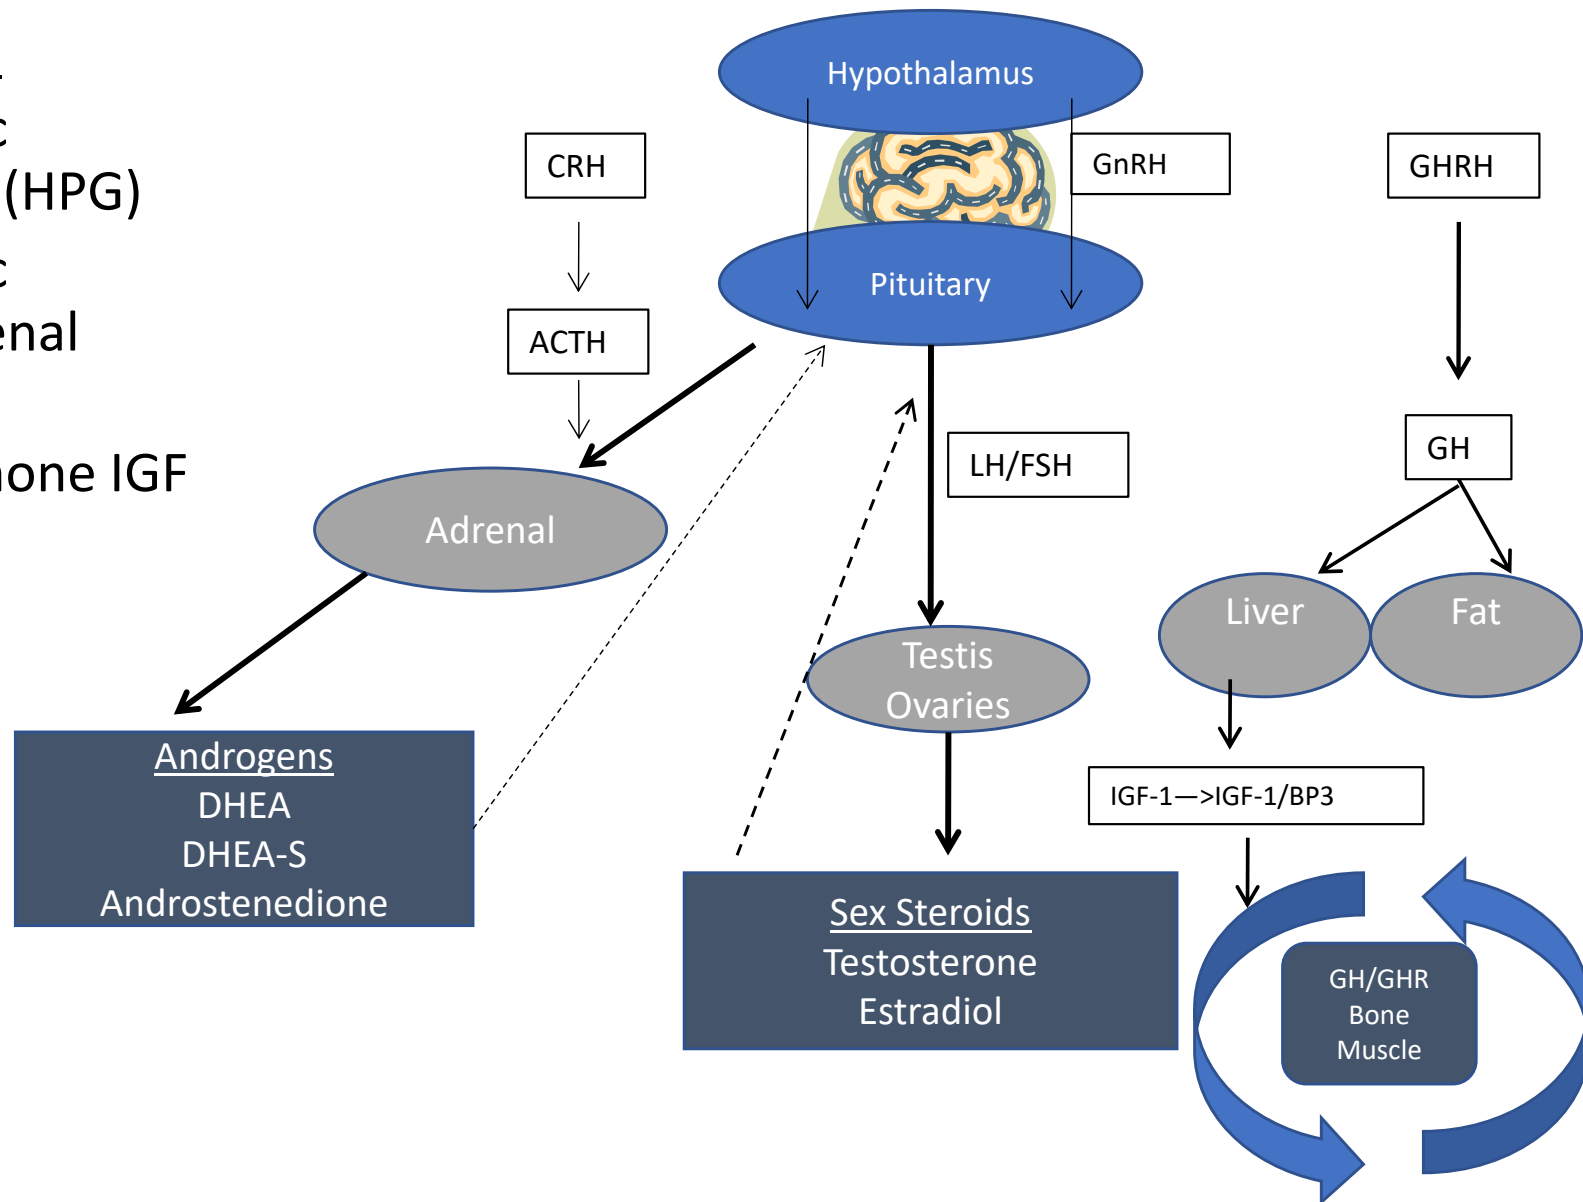 (HPG)
enal
none IGF
Hypothalamus
CRH
GnRH
GHRH
Pituitary
ACTH
LH/FSH
GH
Adrenal
Liver
Fat
Testis
Ovaries
Androgens
DHEA
DHEA-S
Androstenedione
IGF-1—>IGF-1/BP3
Sex Steroids
Testosterone
Estradiol
GH/GHR
Bone
Muscle